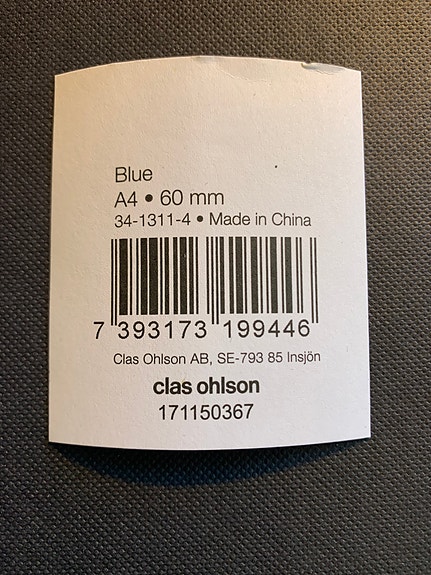 Blue
A4 • 60 mm
34-1311-4 • Made in China
7 393173 199446
Clas Ohlson AB, SE-793 85 Insjön
clas ohlson
171150367